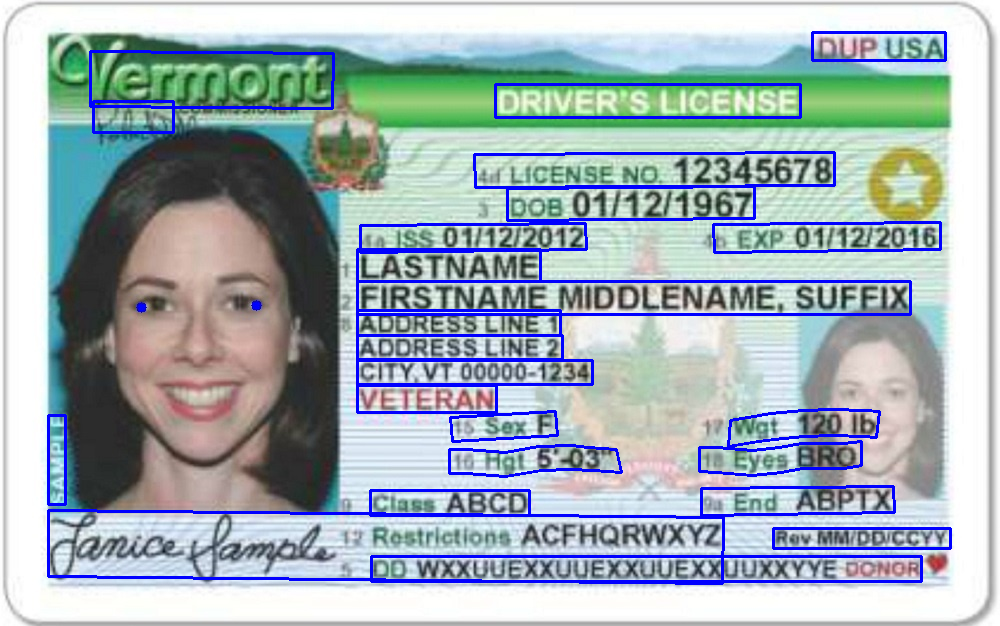 Vermont
DUP USA
DRIVER'S LICENSE
4d LICENSE NO. 12345678
3 DOB 01/12/1967
4a ISS 01/12/2012 4b EXP 01/12/2016
1 LASTNAME
2 FIRSTNAME MIDDLENAME, SUFFIX
8 ADDRESS LINE 1
ADDRESS LINE 2
CITY, VT 00000-1234
VETERAN
15 Sex F 17 Wgt 120 lb
16 Hgt 5'-03" 18 Eyes BRO
SAMPLE
9 Class ABCD 9a End ABPTX
Janice Sample
12 Restrictions ACFHQRWXYZ
Rev MM/DD/CCYY
5 DD WXXUUEXXUUEXXUUEXXUUXXYYE DONOR